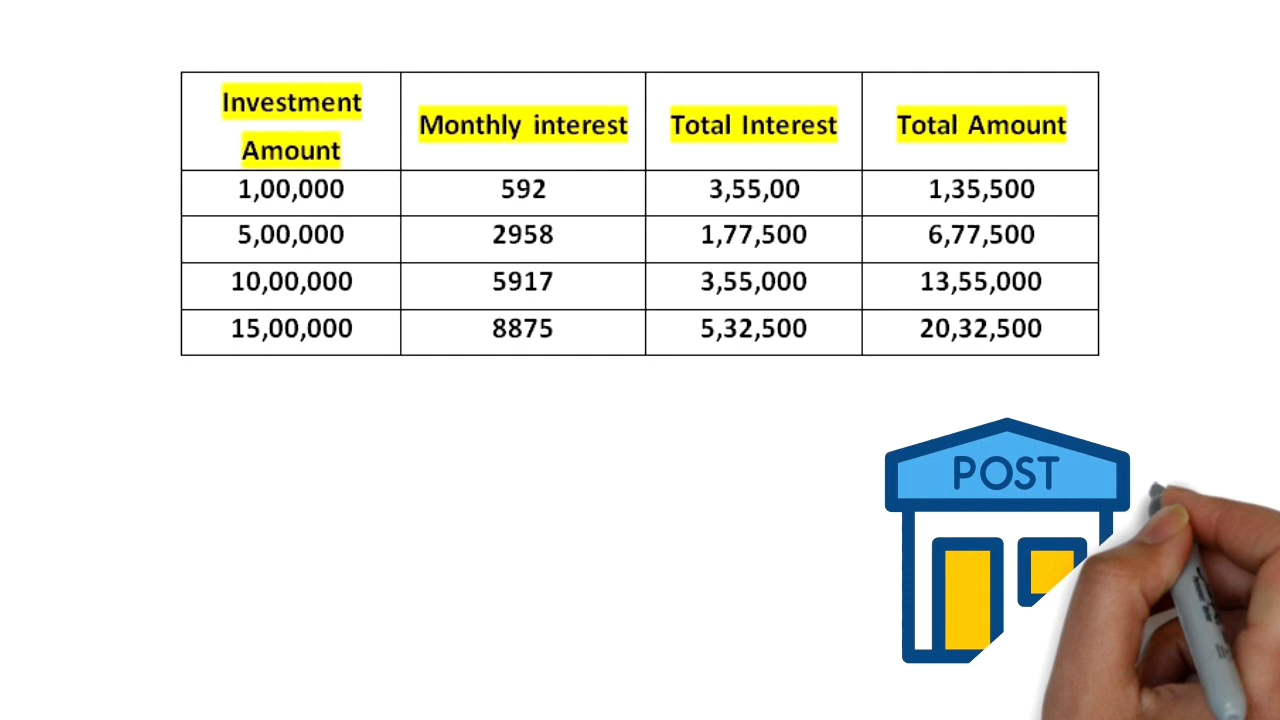 Investment
Amount
Monthly interest
Total Interest
Total Amount
1,00,000 592 3,55,00 1,35,500
5,00,000 2958 1,77,500 6,77,500
10,00,000 5917 3,55,000 13,55,000
15,00,000 8875 5,32,500 20,32,500
POST